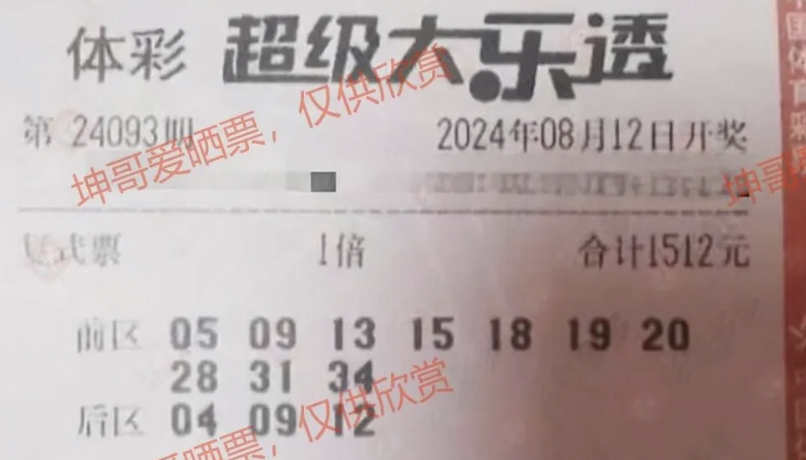 体彩 超级大乐透
第 24093期 2024年08月12日开奖
坤哥爱晒票，仅供欣赏
坤哥
复式票 1倍 合计1512元
前区 05 09 13 15 18 19 20
28 31 34
后区 04 09 12
坤哥爱晒票，仅供欣赏